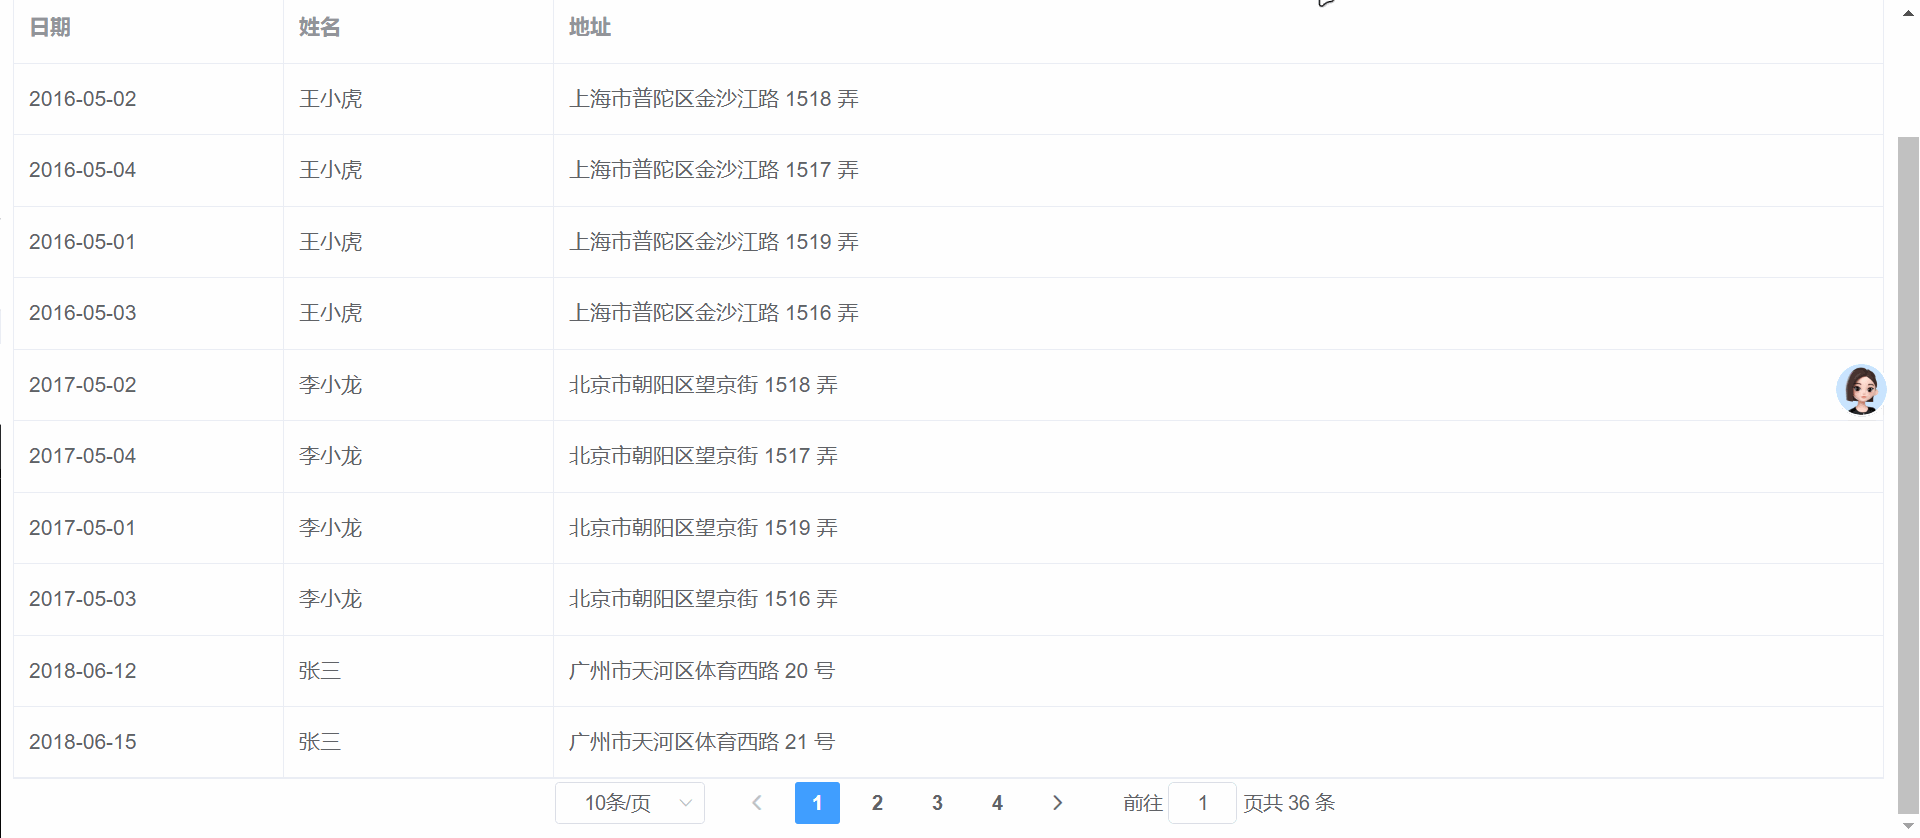 日期 姓名 地址
2016-05-02 王小虎 上海市普陀区金沙江路 1518 弄
2016-05-04 王小虎 上海市普陀区金沙江路 1517 弄
2016-05-01 王小虎 上海市普陀区金沙江路 1519 弄
2016-05-03 王小虎 上海市普陀区金沙江路 1516 弄
2017-05-02 李小龙 北京市朝阳区望京街 1518 弄
2017-05-04 李小龙 北京市朝阳区望京街 1517 弄
2017-05-01 李小龙 北京市朝阳区望京街 1519 弄
2017-05-03 李小龙 北京市朝阳区望京街 1516 弄
2018-06-12 张三 广州市天河区体育西路 20 号
2018-06-15 张三 广州市天河区体育西路 21 号
10条/页 1 2 3 4 前往 1 页共 36 条